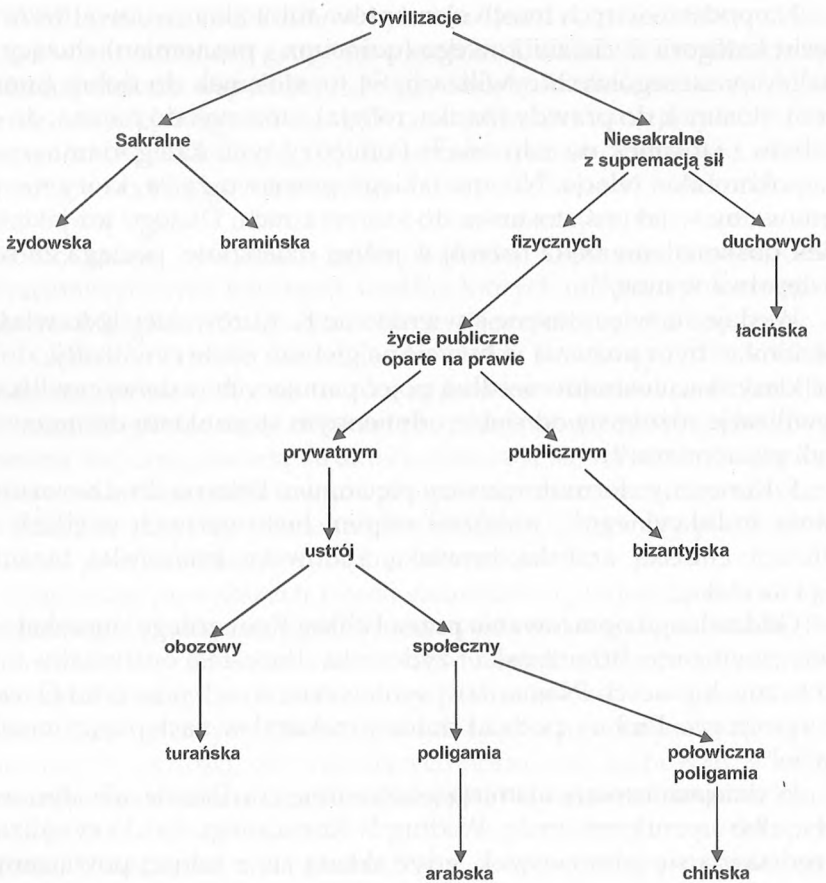 Cywilizacje
Sakralne
Niesakralne
z supremacją sił
żydowska
bramińska
fizycznych
duchowych
życie publiczne
oparte na prawie
łacińska
prywatnym
publicznym
ustrój
bizantyjska
obozowy
społeczny
turańska
poligamia
połowiczna
poligamia
arabska
chińska